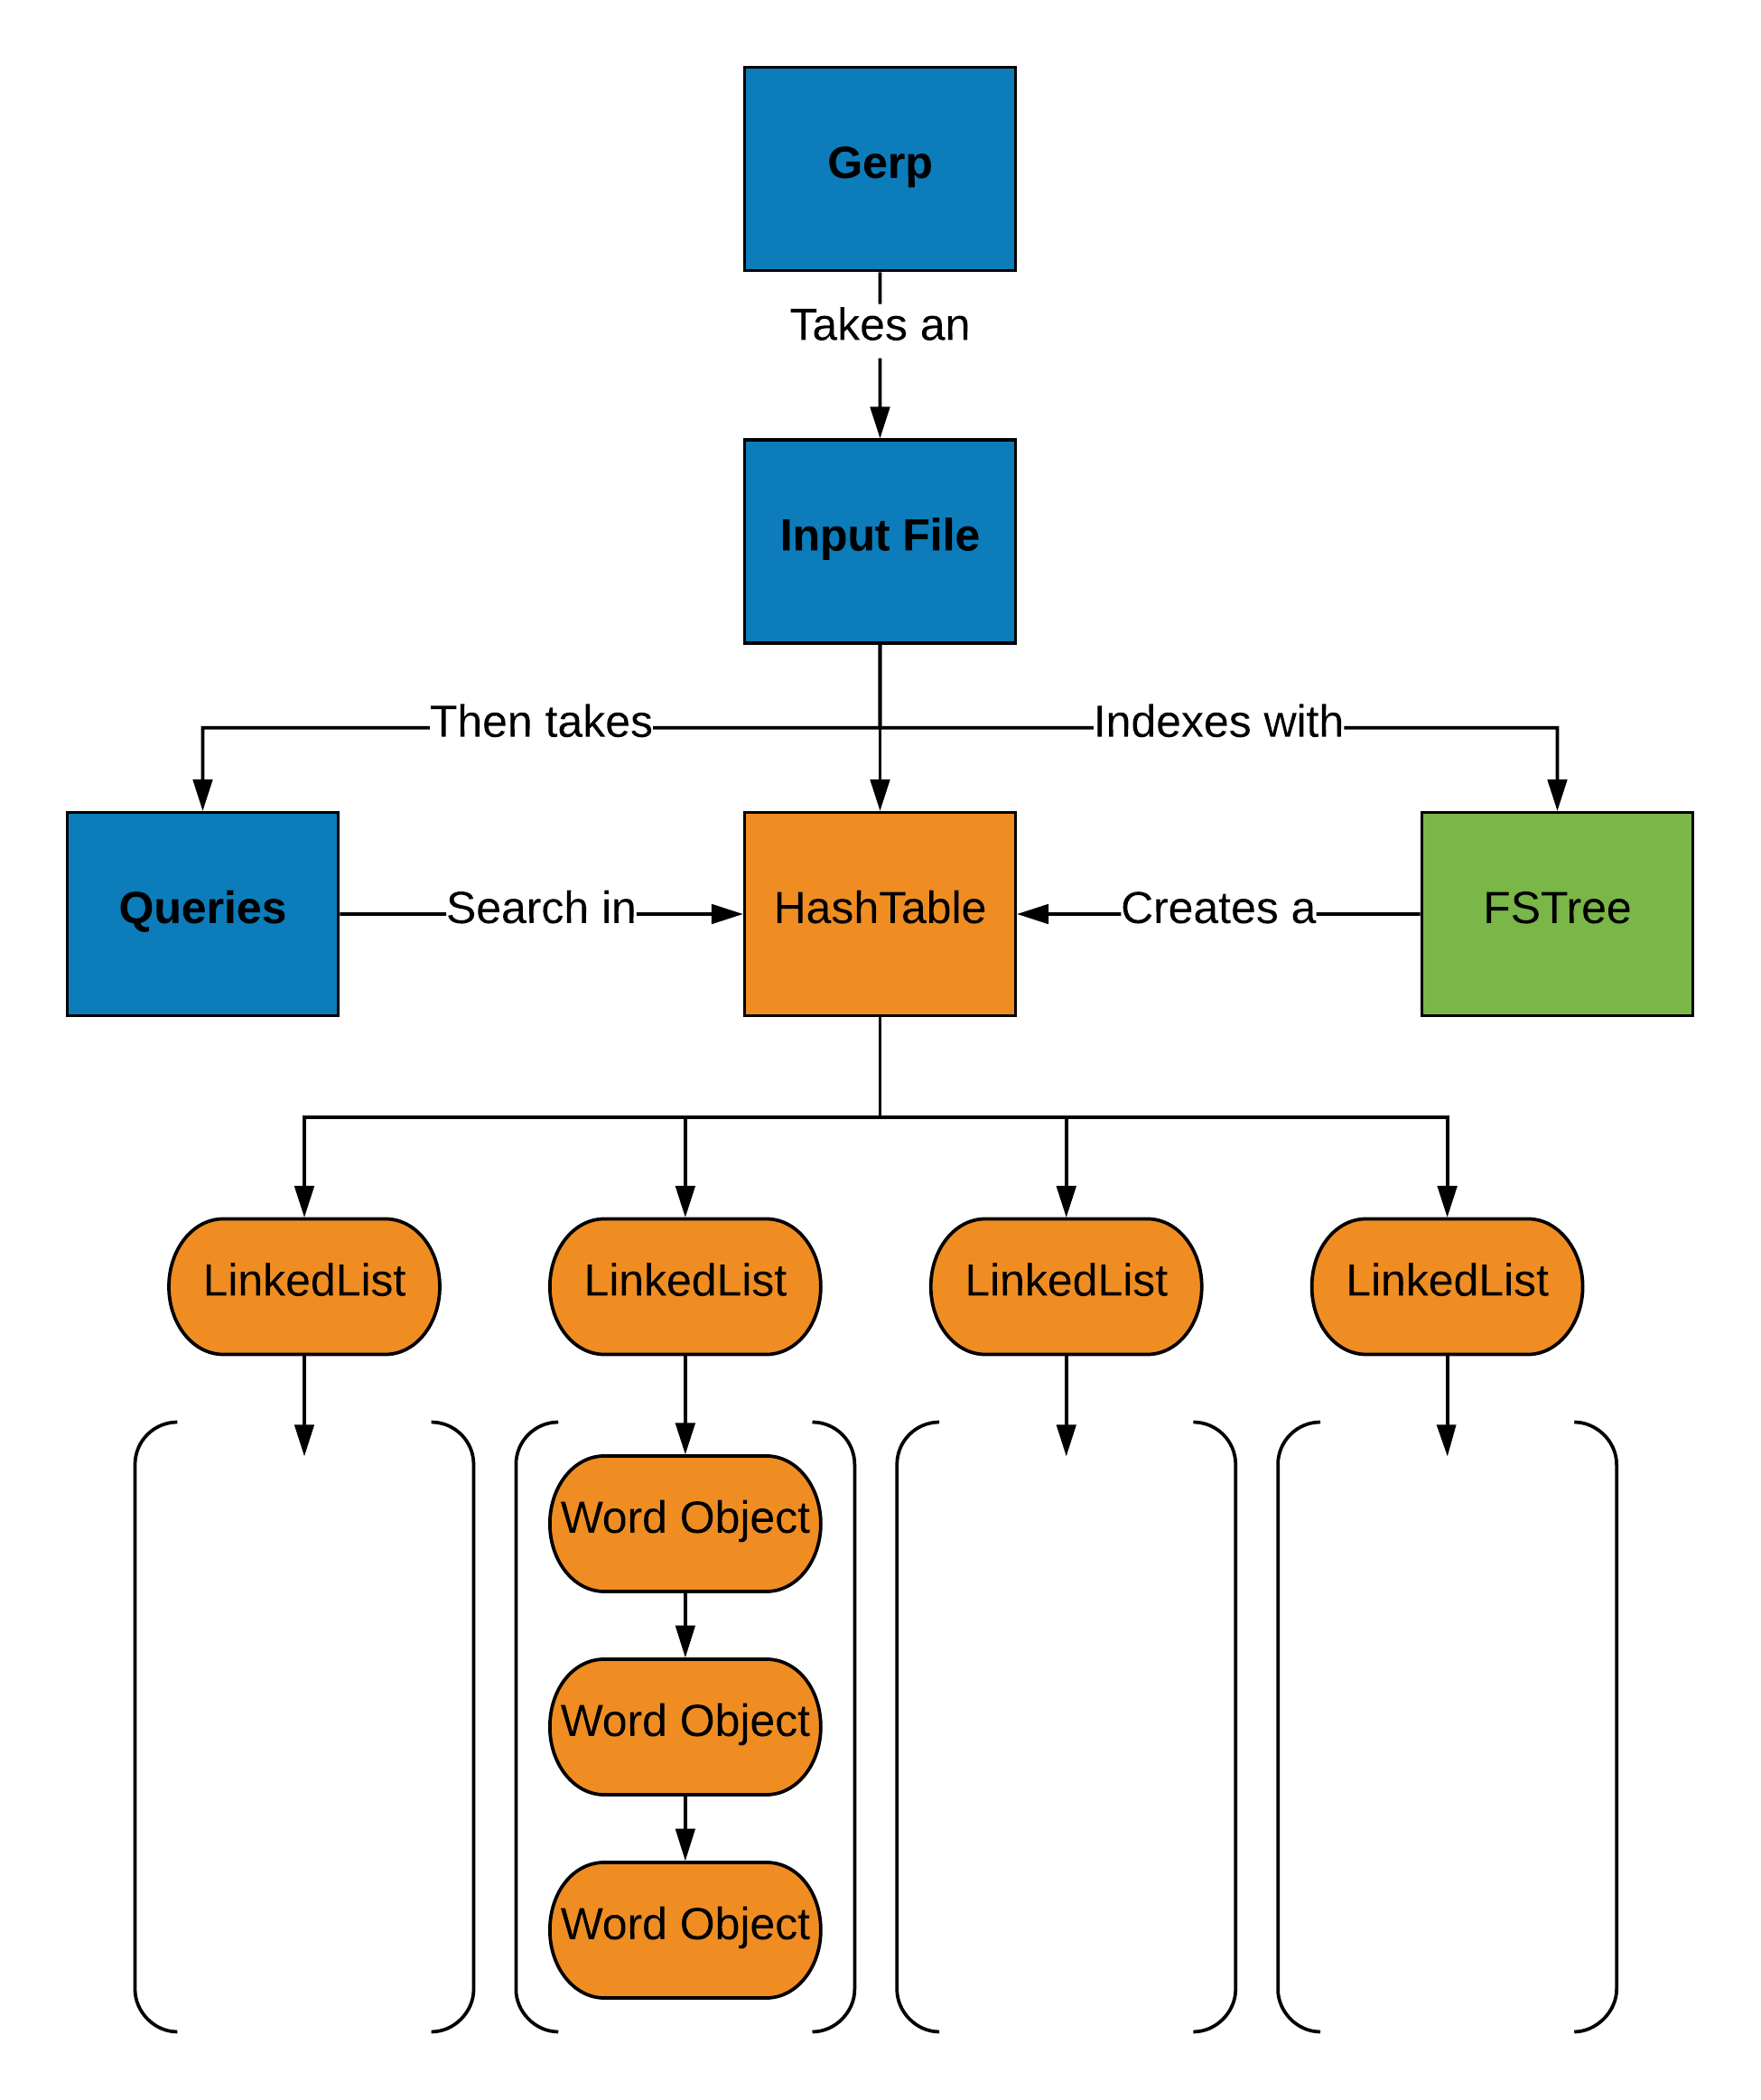 Gerp
Takes an
Input File
Then takes
Indexes with
Queries
Search in
HashTable
Creates a
FSTree
LinkedList
LinkedList
LinkedList
LinkedList
Word Object
Word Object
Word Object